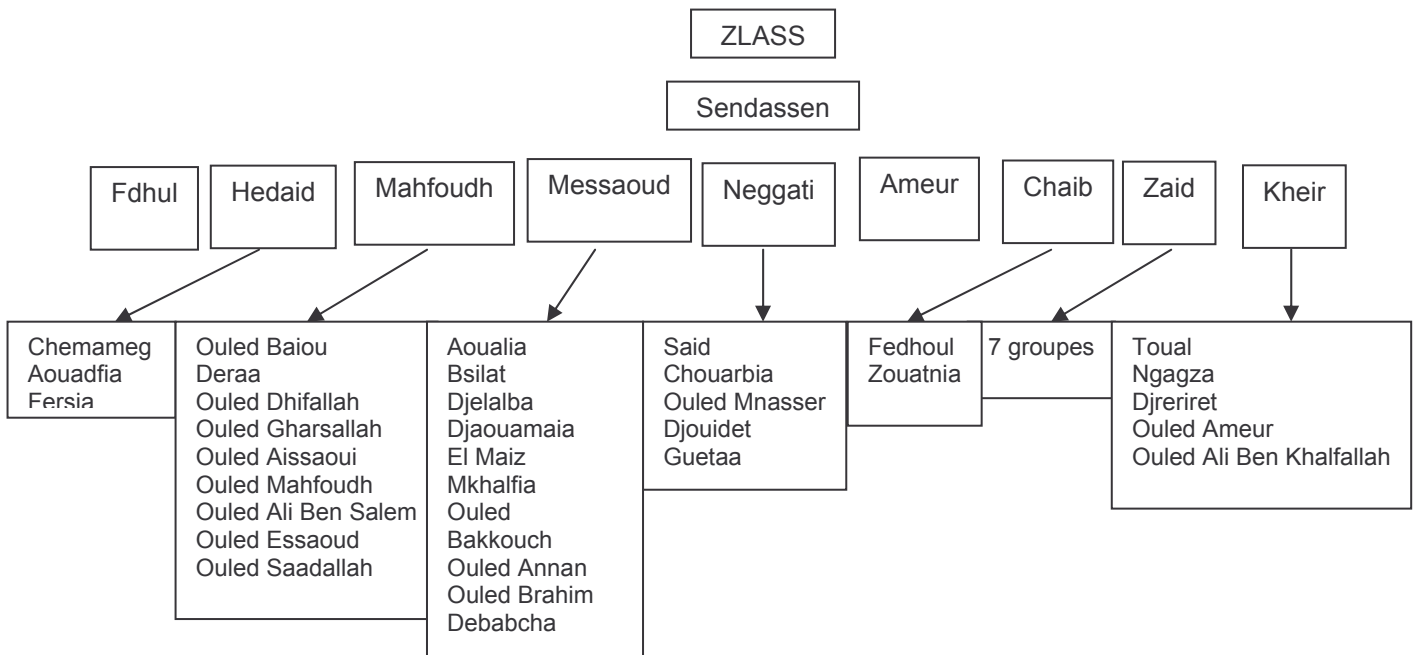 ZLASS
Sendassen
Fdhul
Hedaid
Mahfoudh
Messaoud
Neggati
Ameur
Chaib
Zaid
Kheir
Chemameg
Aouadfia
Fersia
Ouled Baiou
Deraa
Ouled Dhifallah
Ouled Gharsallah
Ouled Aissaoui
Ouled Mahfoudh
Ouled Ali Ben Salem
Ouled Essaoud
Ouled Saadallah
Aoualia
Bsilat
Djelalba
Djaouamaia
El Maiz
Mkhalfia
Ouled
Bakkouch
Ouled Annan
Ouled Brahim
Debabcha
Said
Chouarbia
Ouled Mnasser
Djouidet
Guetaa
Fedhoul
Zouatnia
7 groupes
Toual
Ngagza
Djreriret
Ouled Ameur
Ouled Ali Ben Khalfallah